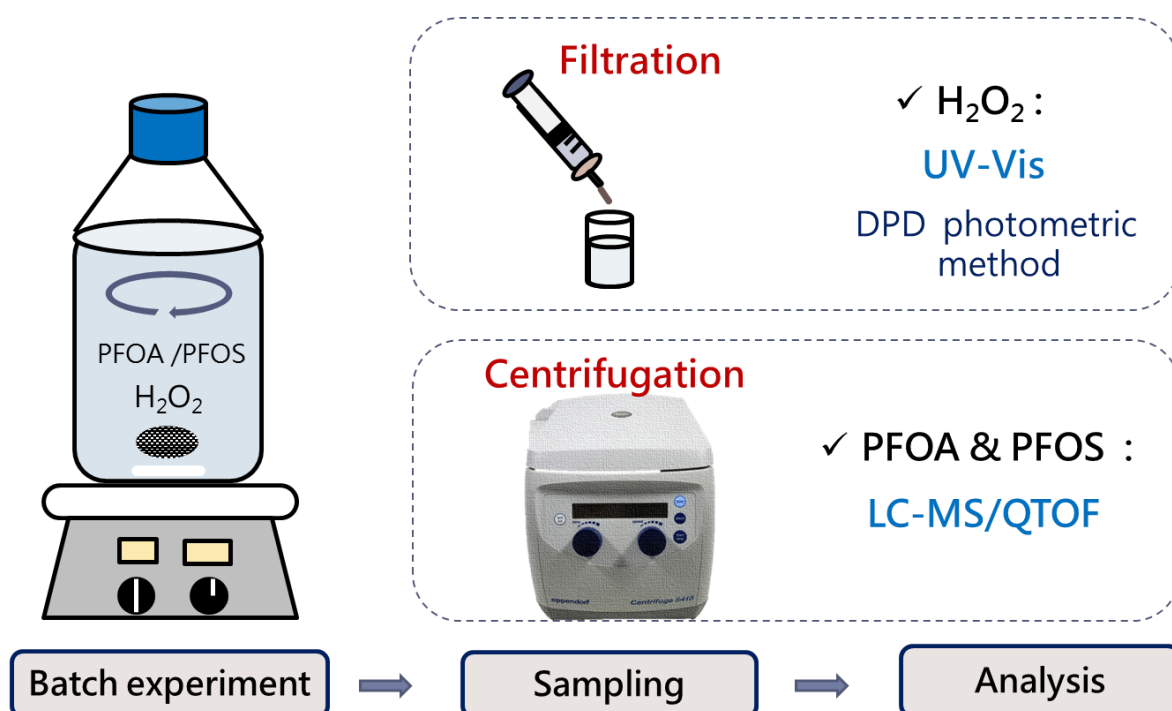 Filtration
✓ H₂O₂ :
UV-Vis
DPD photometric
method
PFOA /PFOS
H₂O₂
Centrifugation
✓ PFOA & PFOS :
LC-MS/QTOF
eppendorf
Centrifuge 5415
Batch experiment
Sampling
Analysis